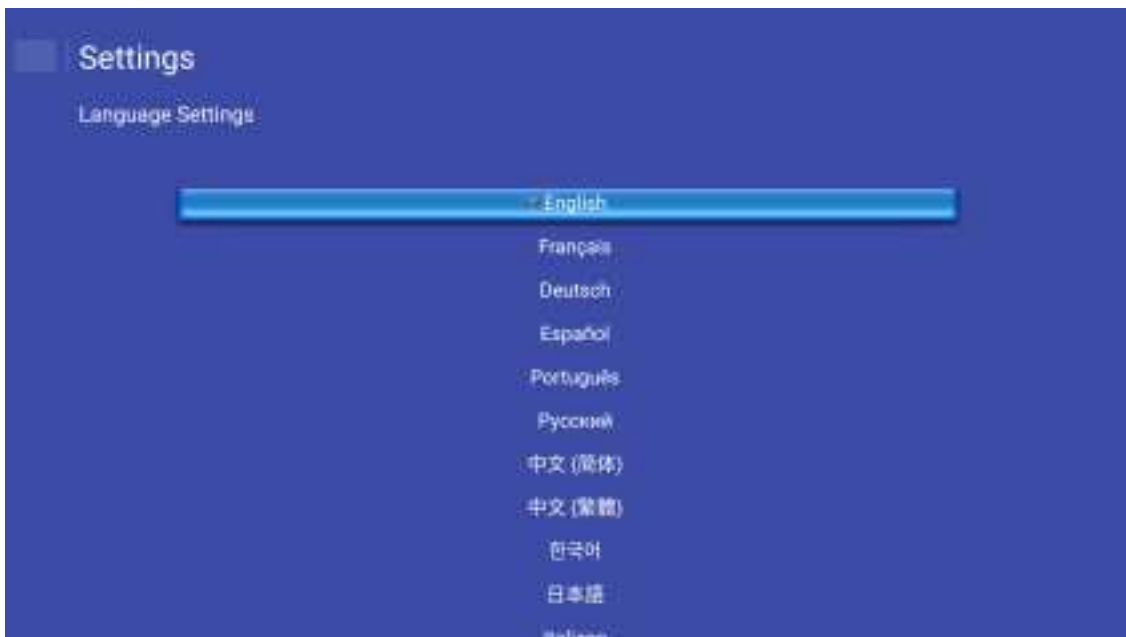 Settings
Language Settings
English
Français
Deutsch
Español
Português
Русский
中文 (简体)
中文 (繁體)
한국어
日本語
Italiano